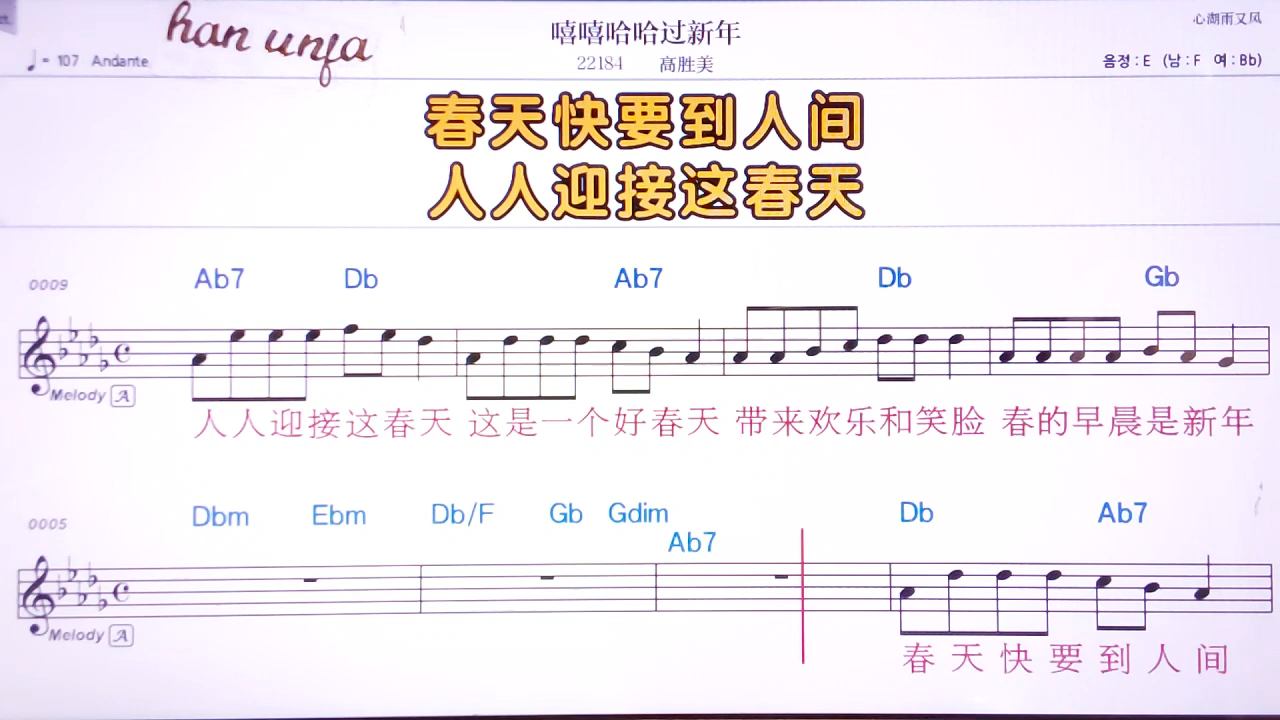 han unfa
嘻嘻哈哈过新年
心湖雨又风
♩= 107 Andante
22184 高胜美
음정 : E (남 : F 여 : Bb)
春天快要到人间
人人迎接这春天
0009 Ab7 Db Ab7 Db Gb
Melody A
人人迎接这春天 这是一个好春天 带来欢乐和笑脸 春的早晨是新年
0005 Dbm Ebm Db/F Gb Gdim Ab7 Db Ab7
Melody A
春天快要到人间